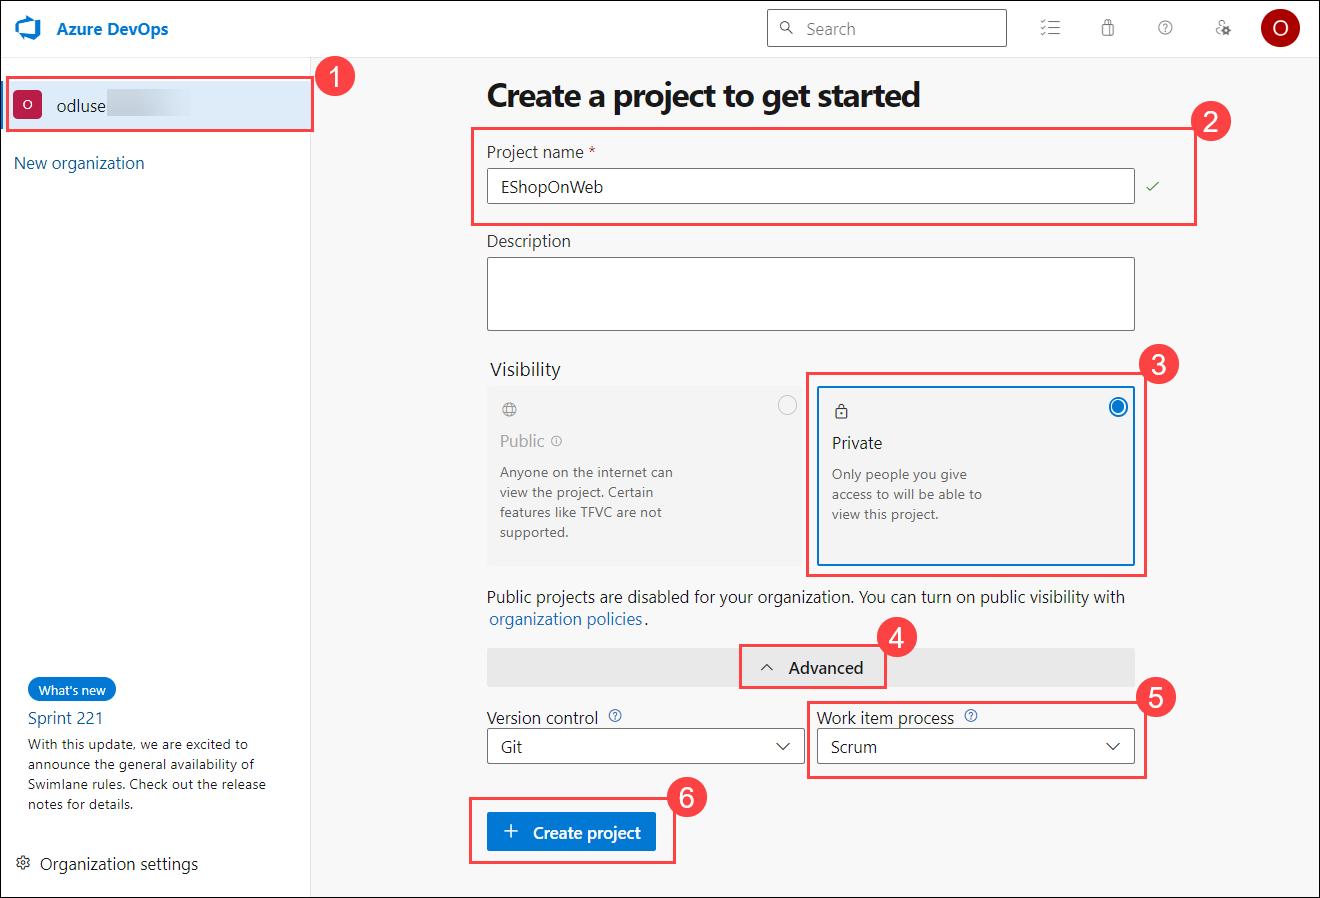 Azure DevOps
Search
O
1
O
odluse
New organization
Create a project to get started
2
Project name *
EShopOnWeb
Description
Visibility
3
Public
Anyone on the internet can
view the project. Certain
features like TFVC are not
supported.
Private
Only people you give
access to will be able to
view this project.
Public projects are disabled for your organization. You can turn on public visibility with
organization policies.
4
Advanced
5
Version control
Git
Work item process
Scrum
6
Create project
What's new
Sprint 221
With this update, we are excited to
announce the general availability of
Swimlane rules. Check out the release
notes for details.
Organization settings